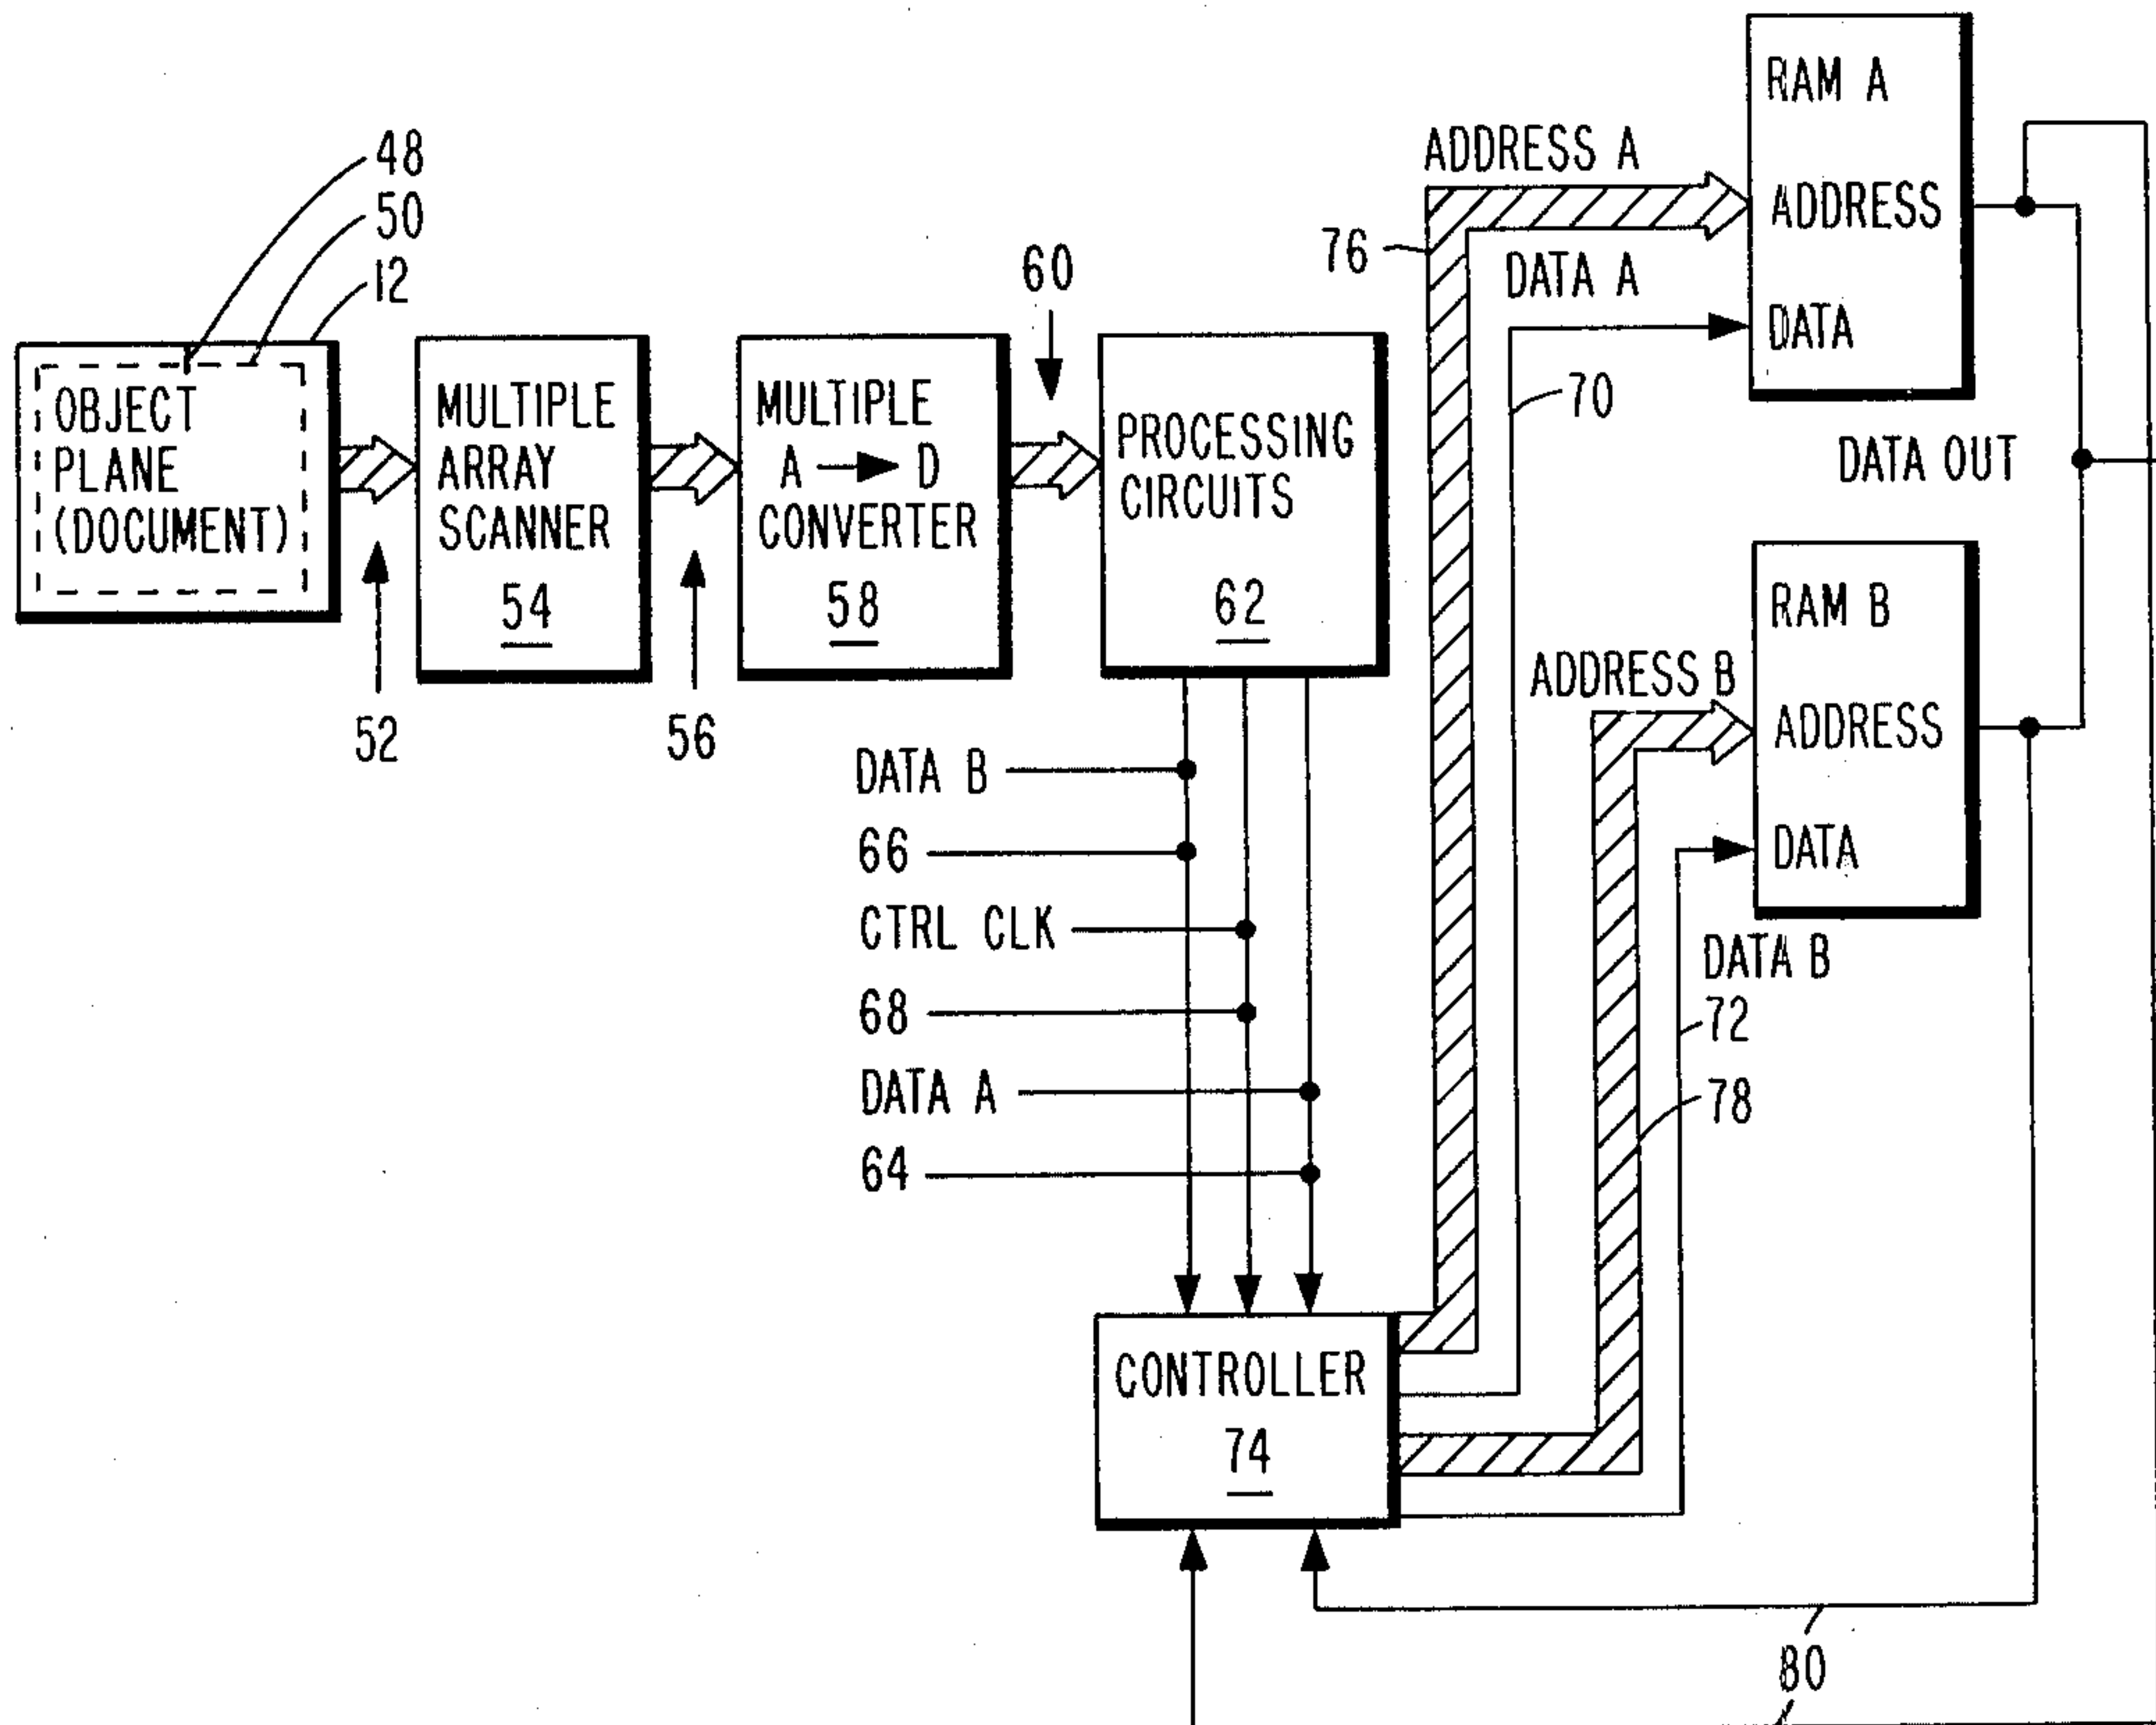 48
50
12
OBJECT
PLANE
(DOCUMENT)
52
MULTIPLE
ARRAY
SCANNER
54
56
MULTIPLE
A D
CONVERTER
58
60
PROCESSING
CIRCUITS
62
DATA B
66
CTRL CLK
68
DATA A
64
CONTROLLER
74
76
ADDRESS A
DATA A
70
RAM A
ADDRESS
DATA
DATA OUT
ADDRESS B
RAM B
ADDRESS
DATA
DATA B
72
78
80